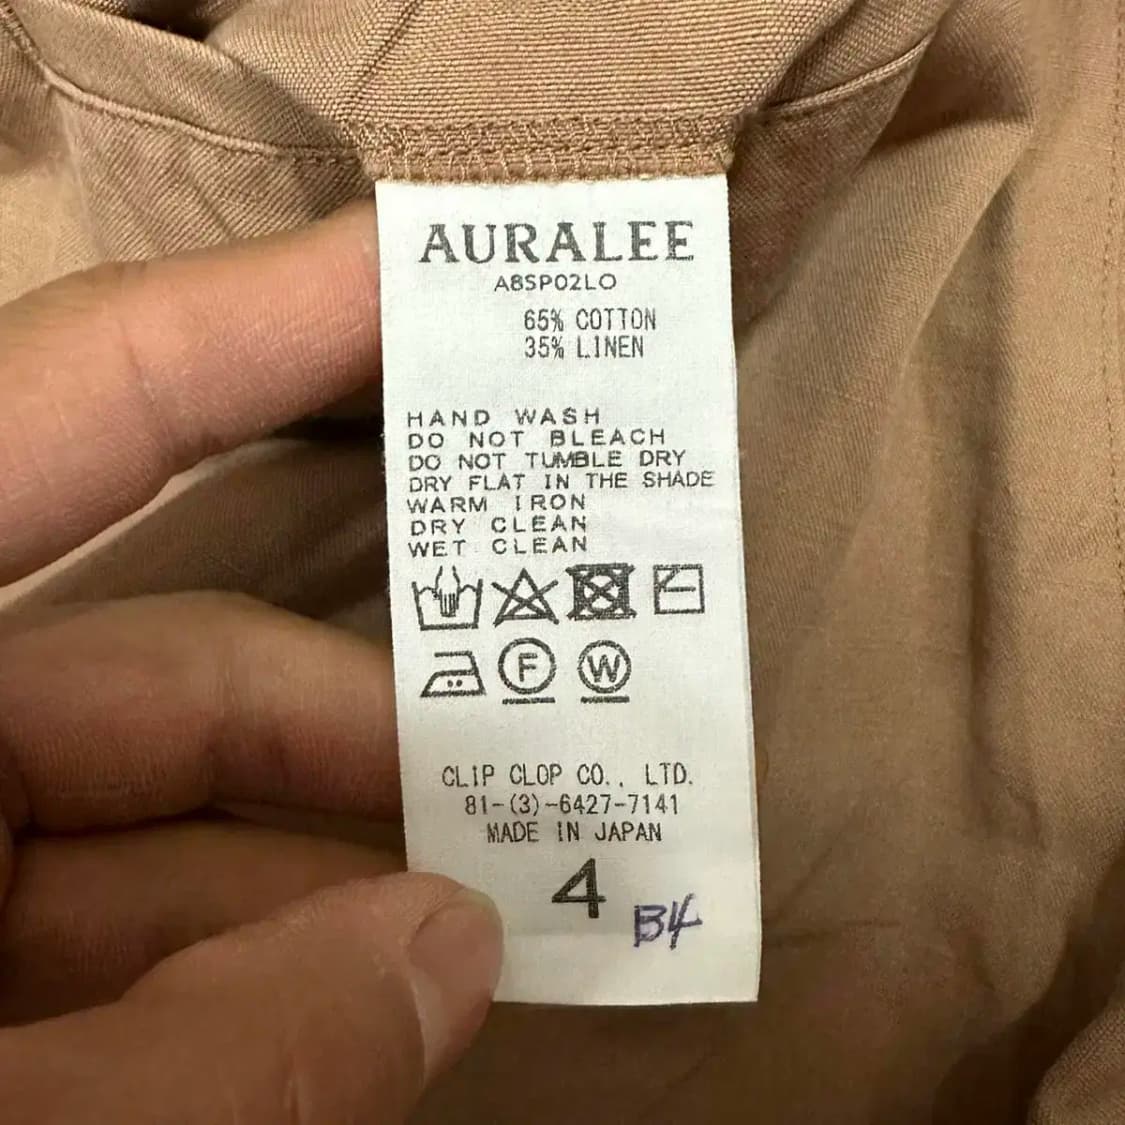 AURALEE
A8SP02LO
65% COTTON
35% LINEN
HAND WASH
DO NOT BLEACH
DO NOT TUMBLE DRY
DRY FLAT IN THE SHADE
WARM IRON
DRY CLEAN
WET CLEAN
F W
CLIP CLOP CO., LTD.
81-(3)-6427-7141
MADE IN JAPAN
4
B4